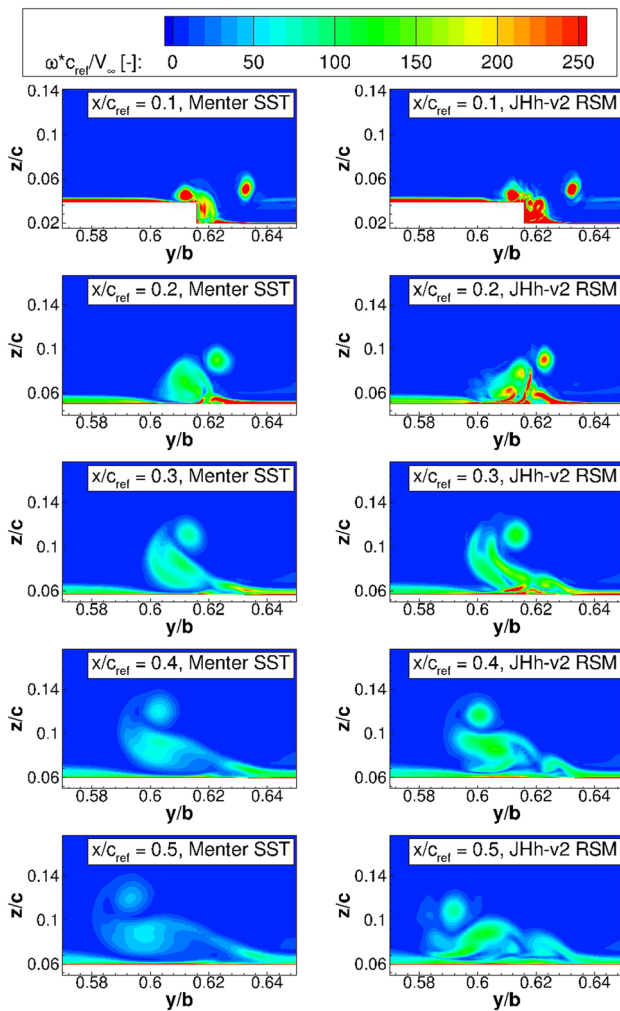 ω*c_ref/V_∞ [-]: 0 50 100 150 200 250
x/c_ref = 0.1, Menter SST
z/c
0.14
0.1
0.06
0.02
0.58 0.6 0.62 0.64
y/b
x/c_ref = 0.1, JHh-v2 RSM
z/c
0.14
0.1
0.06
0.02
0.58 0.6 0.62 0.64
y/b
x/c_ref = 0.2, Menter SST
z/c
0.14
0.1
0.06
0.58 0.6 0.62 0.64
y/b
x/c_ref = 0.2, JHh-v2 RSM
z/c
0.14
0.1
0.06
0.58 0.6 0.62 0.64
y/b
x/c_ref = 0.3, Menter SST
z/c
0.14
0.1
0.06
0.58 0.6 0.62 0.64
y/b
x/c_ref = 0.3, JHh-v2 RSM
z/c
0.14
0.1
0.06
0.58 0.6 0.62 0.64
y/b
x/c_ref = 0.4, Menter SST
z/c
0.14
0.1
0.06
0.58 0.6 0.62 0.64
y/b
x/c_ref = 0.4, JHh-v2 RSM
z/c
0.14
0.1
0.06
0.58 0.6 0.62 0.64
y/b
x/c_ref = 0.5, Menter SST
z/c
0.14
0.1
0.06
0.58 0.6 0.62 0.64
y/b
x/c_ref = 0.5, JHh-v2 RSM
z/c
0.14
0.1
0.06
0.58 0.6 0.62 0.64
y/b